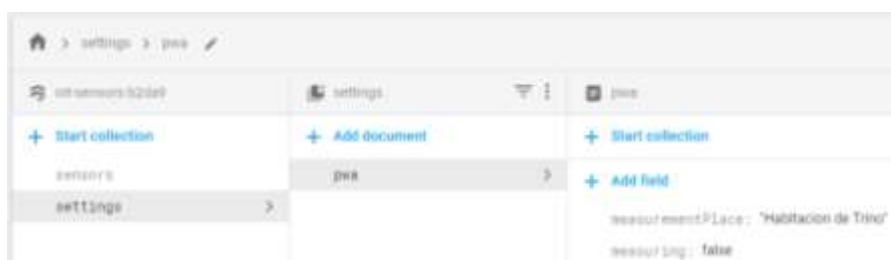 settings > pwa
settings
pwa
+ Start collection
+ Add document
+ Start collection
sensors
pwa
+ Add field
settings
measurementPlace: "Habitacion de Trino"
measuring: false